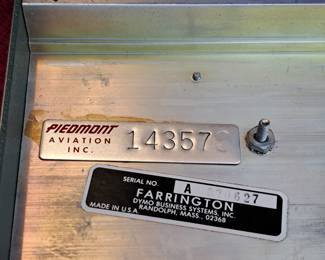 PIEDMONT
AVIATION
INC.
14357
SERIAL NO. A
FARRINGTON
DYMO BUSINESS SYSTEMS, INC.
MADE IN U.S.A. RANDOLPH, MASS., 02368